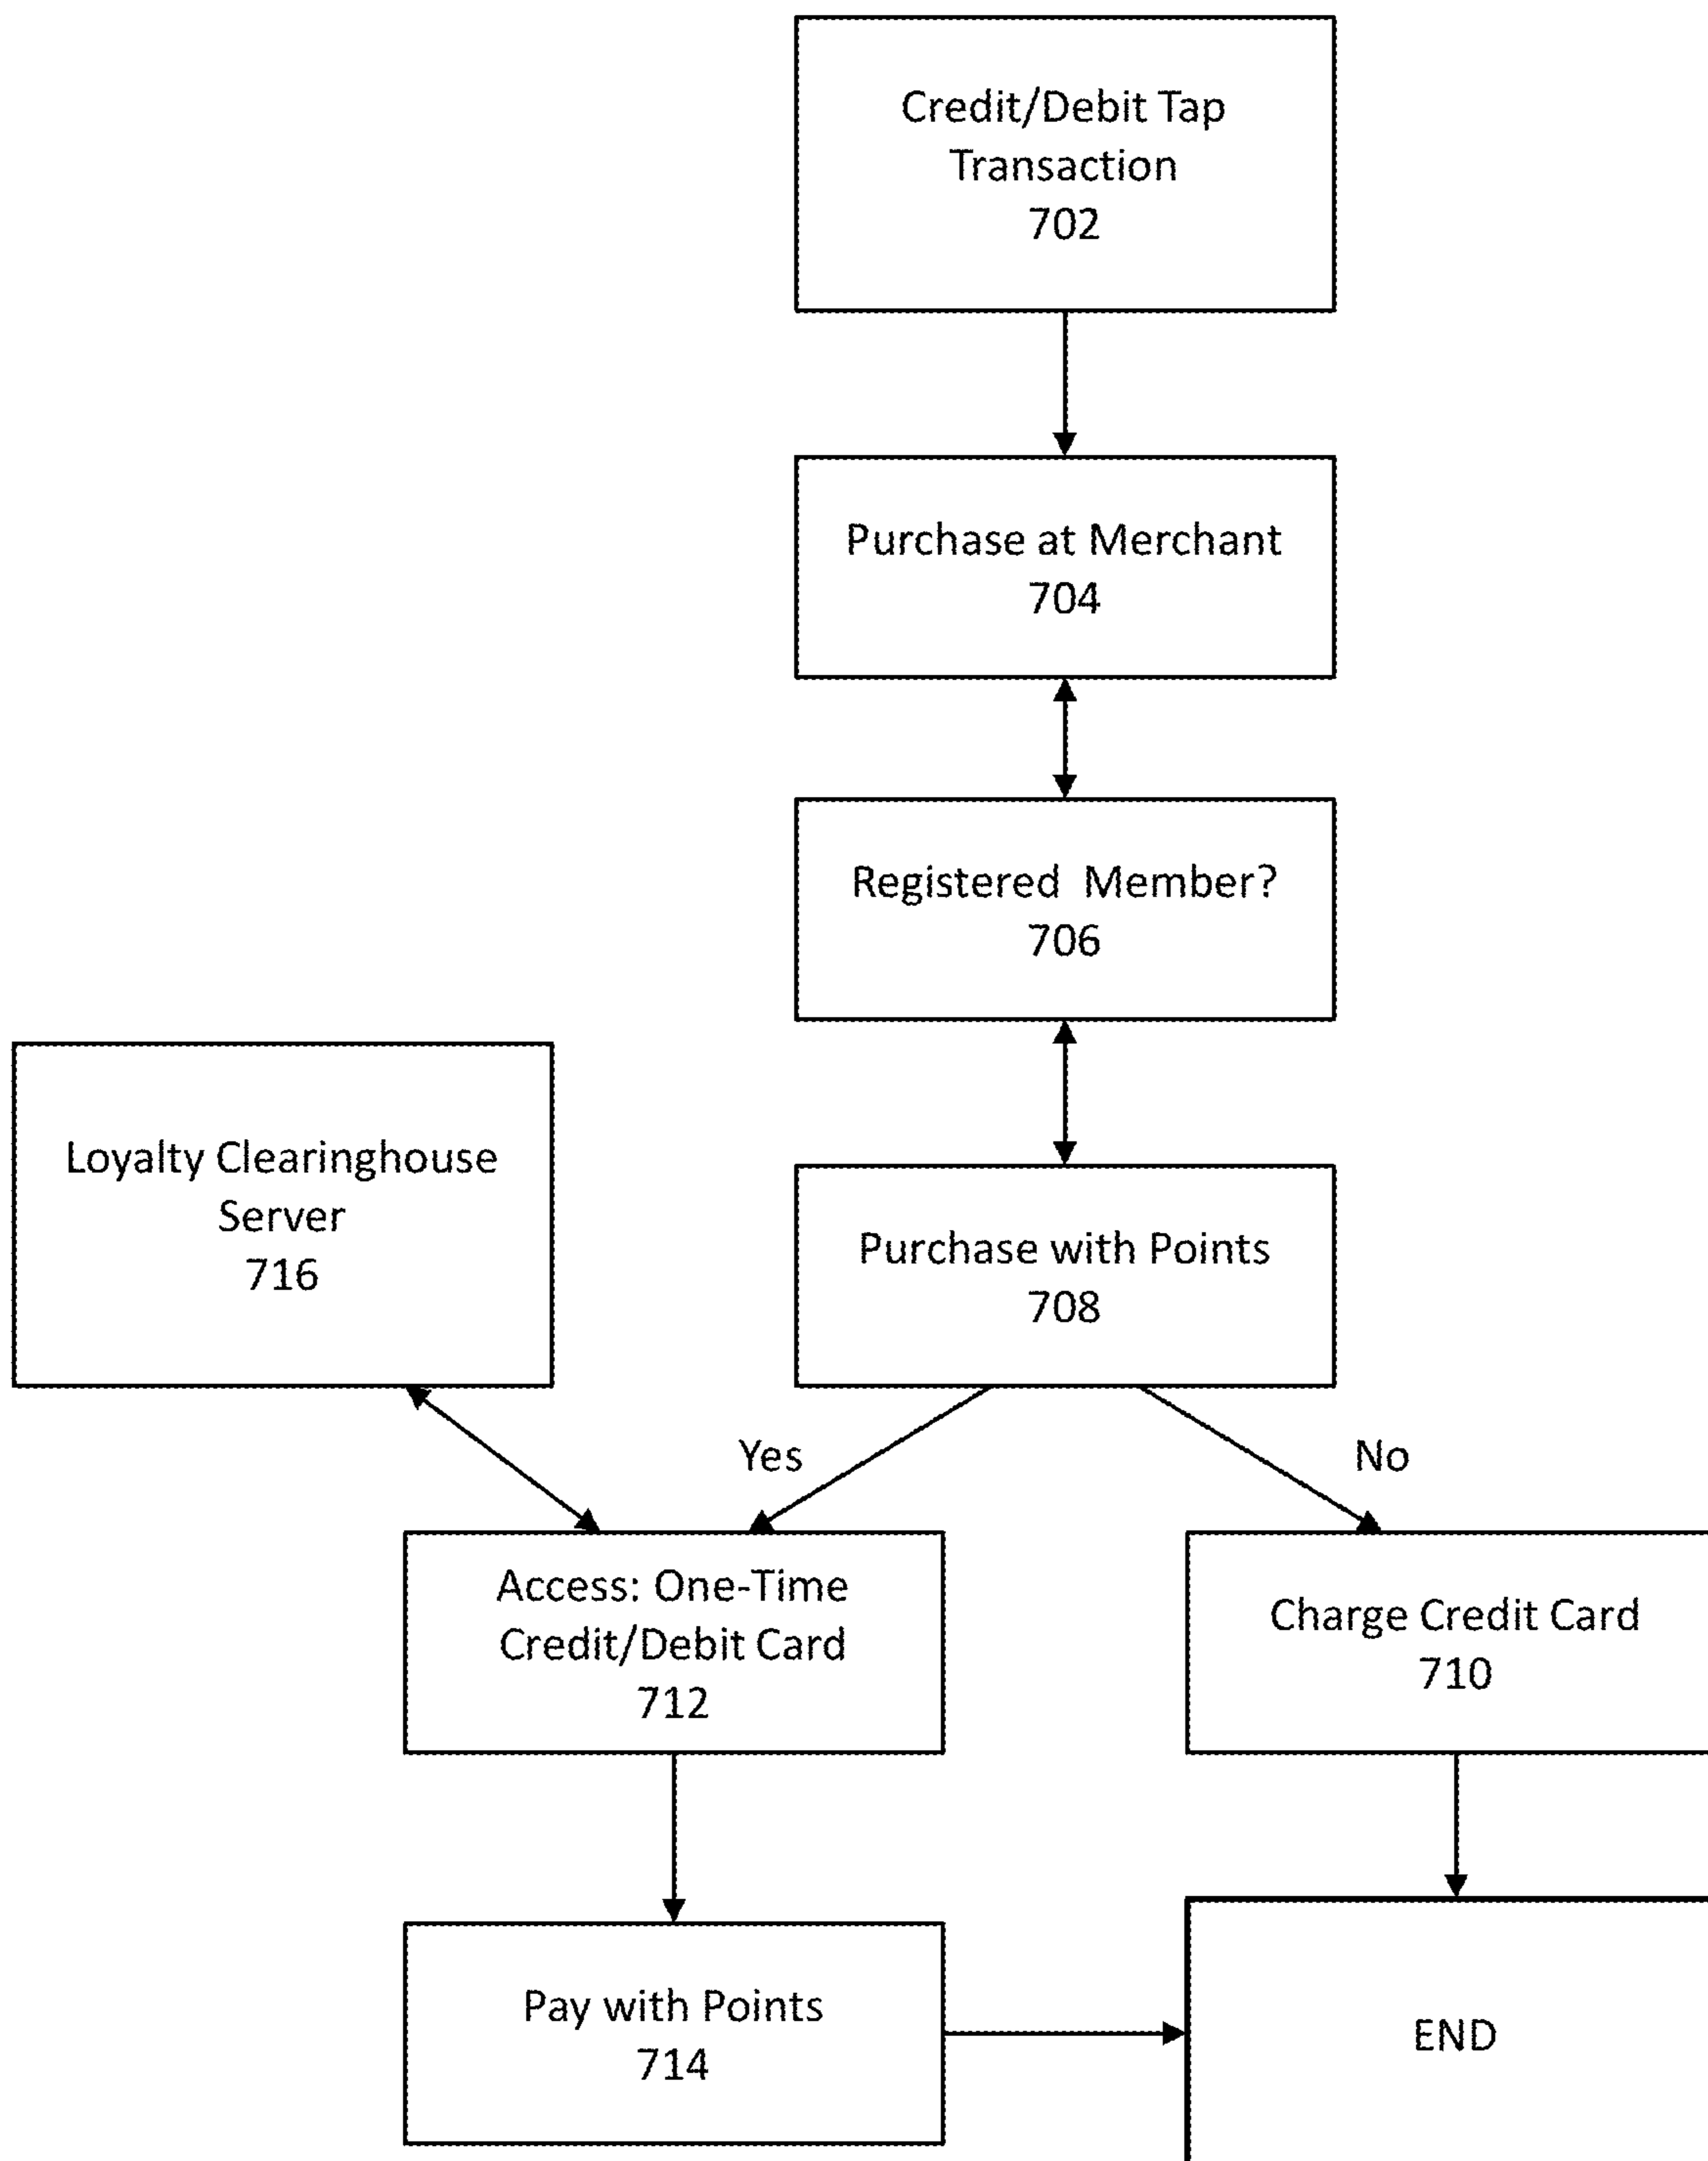 Credit/Debit Tap
Transaction
702
Purchase at Merchant
704
Registered Member?
706
Loyalty Clearinghouse
Server
716
Purchase with Points
708
Yes
No
Access: One-Time
Credit/Debit Card
712
Charge Credit Card
710
Pay with Points
714
END